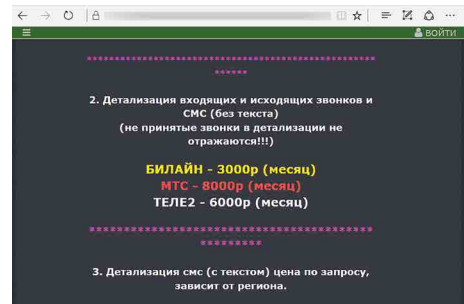 ВОЙТИ
**************************************************
******
2. Детализация входящих и исходящих звонков и
СМС (без текста)
(не принятые звонки в детализации не
отражаются!!!)
БИЛАЙН - 3000р (месяц)
МТС - 8000р (месяц)
ТЕЛЕ2 - 6000р (месяц)
******************************************
*********
3. Детализация смс (с текстом) цена по запросу,
зависит от региона.